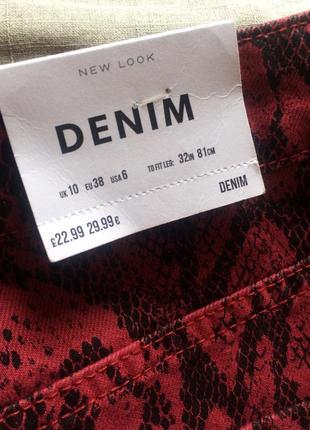 NEW LOOK
DENIM
UK 10 EU 38 USA 6 TO FIT LEG: 32IN 81CM
£22.99 29.99€ DENIM